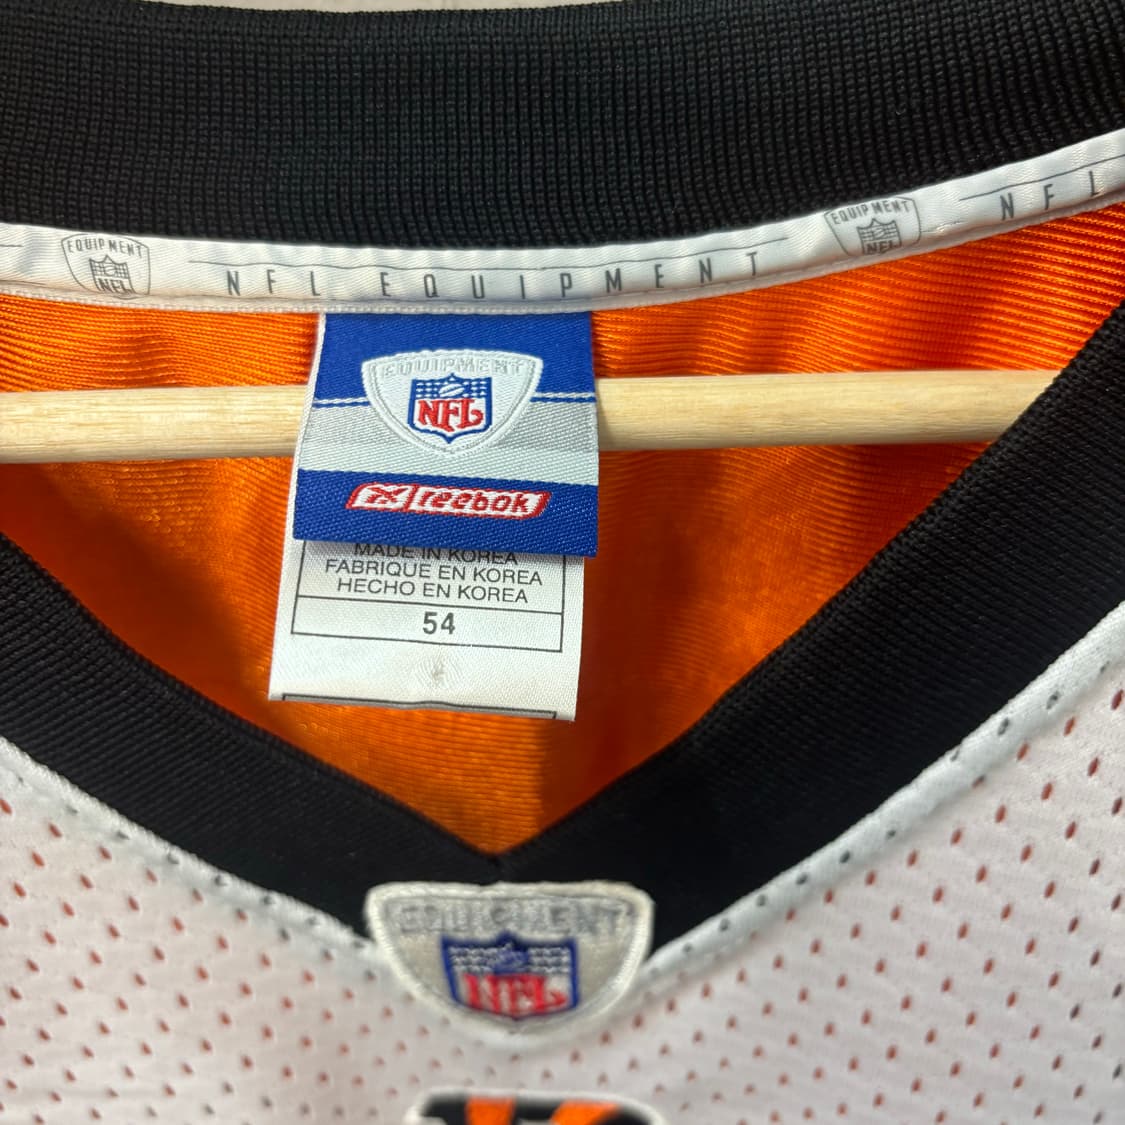 EQUIPMENT
NFL
NFL EQUIPMENT
EQUIPMENT
NFL
NFL
EQUIPMENT
NFL
reebok
MADE IN KOREA
FABRIQUE EN KOREA
HECHO EN KOREA
54
EQUIPMENT
NFL